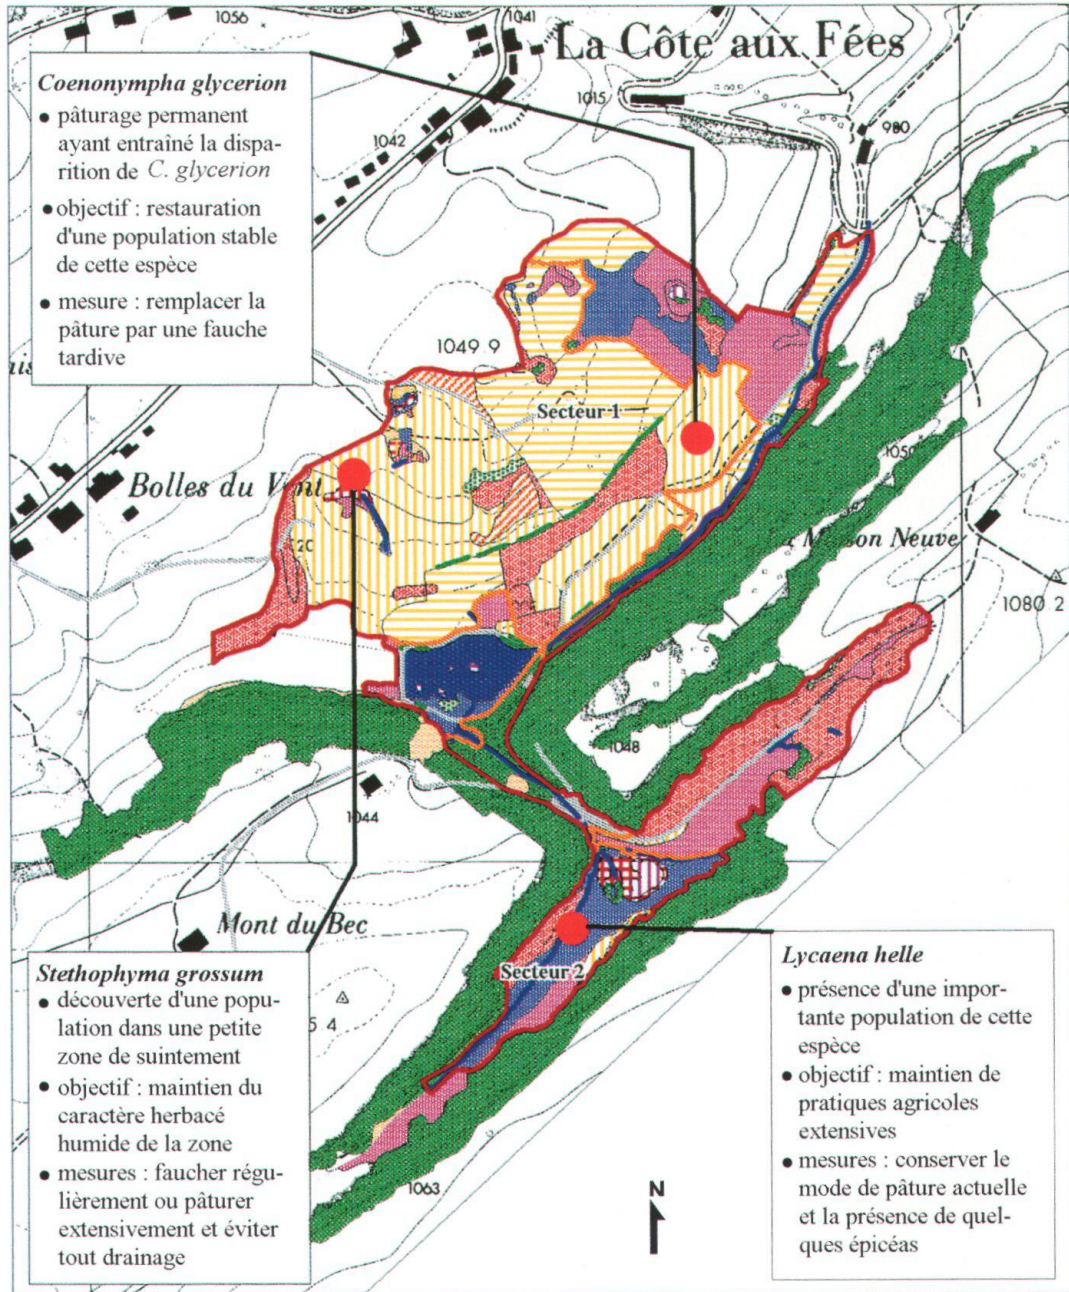 1056
1041
La Côte aux Fées
Coenonympha glycerion
• pâturage permanent
ayant entraîné la dispa-
rition de C. glycerion
• objectif : restauration
d'une population stable
de cette espèce
• mesure : remplacer la
pâture par une fauche
tardive
1015
980
1042
1049.9
Secteur 1
1050
Bolles du Vent
Maison Neuve
1080 2
1048
1044
Mont du Bec
Stethophyma grossum
• découverte d'une popu-
lation dans une petite
zone de suintement
• objectif : maintien du
caractère herbacé
humide de la zone
• mesures : faucher régu-
lièrement ou pâturer
extensivement et éviter
tout drainage
5 4
Secteur 2
Lycaena helle
• présence d'une impor-
tante population de cette
espèce
• objectif : maintien de
pratiques agricoles
extensives
• mesures : conserver le
mode de pâture actuelle
et la présence de quel-
ques épicéas
1063
N